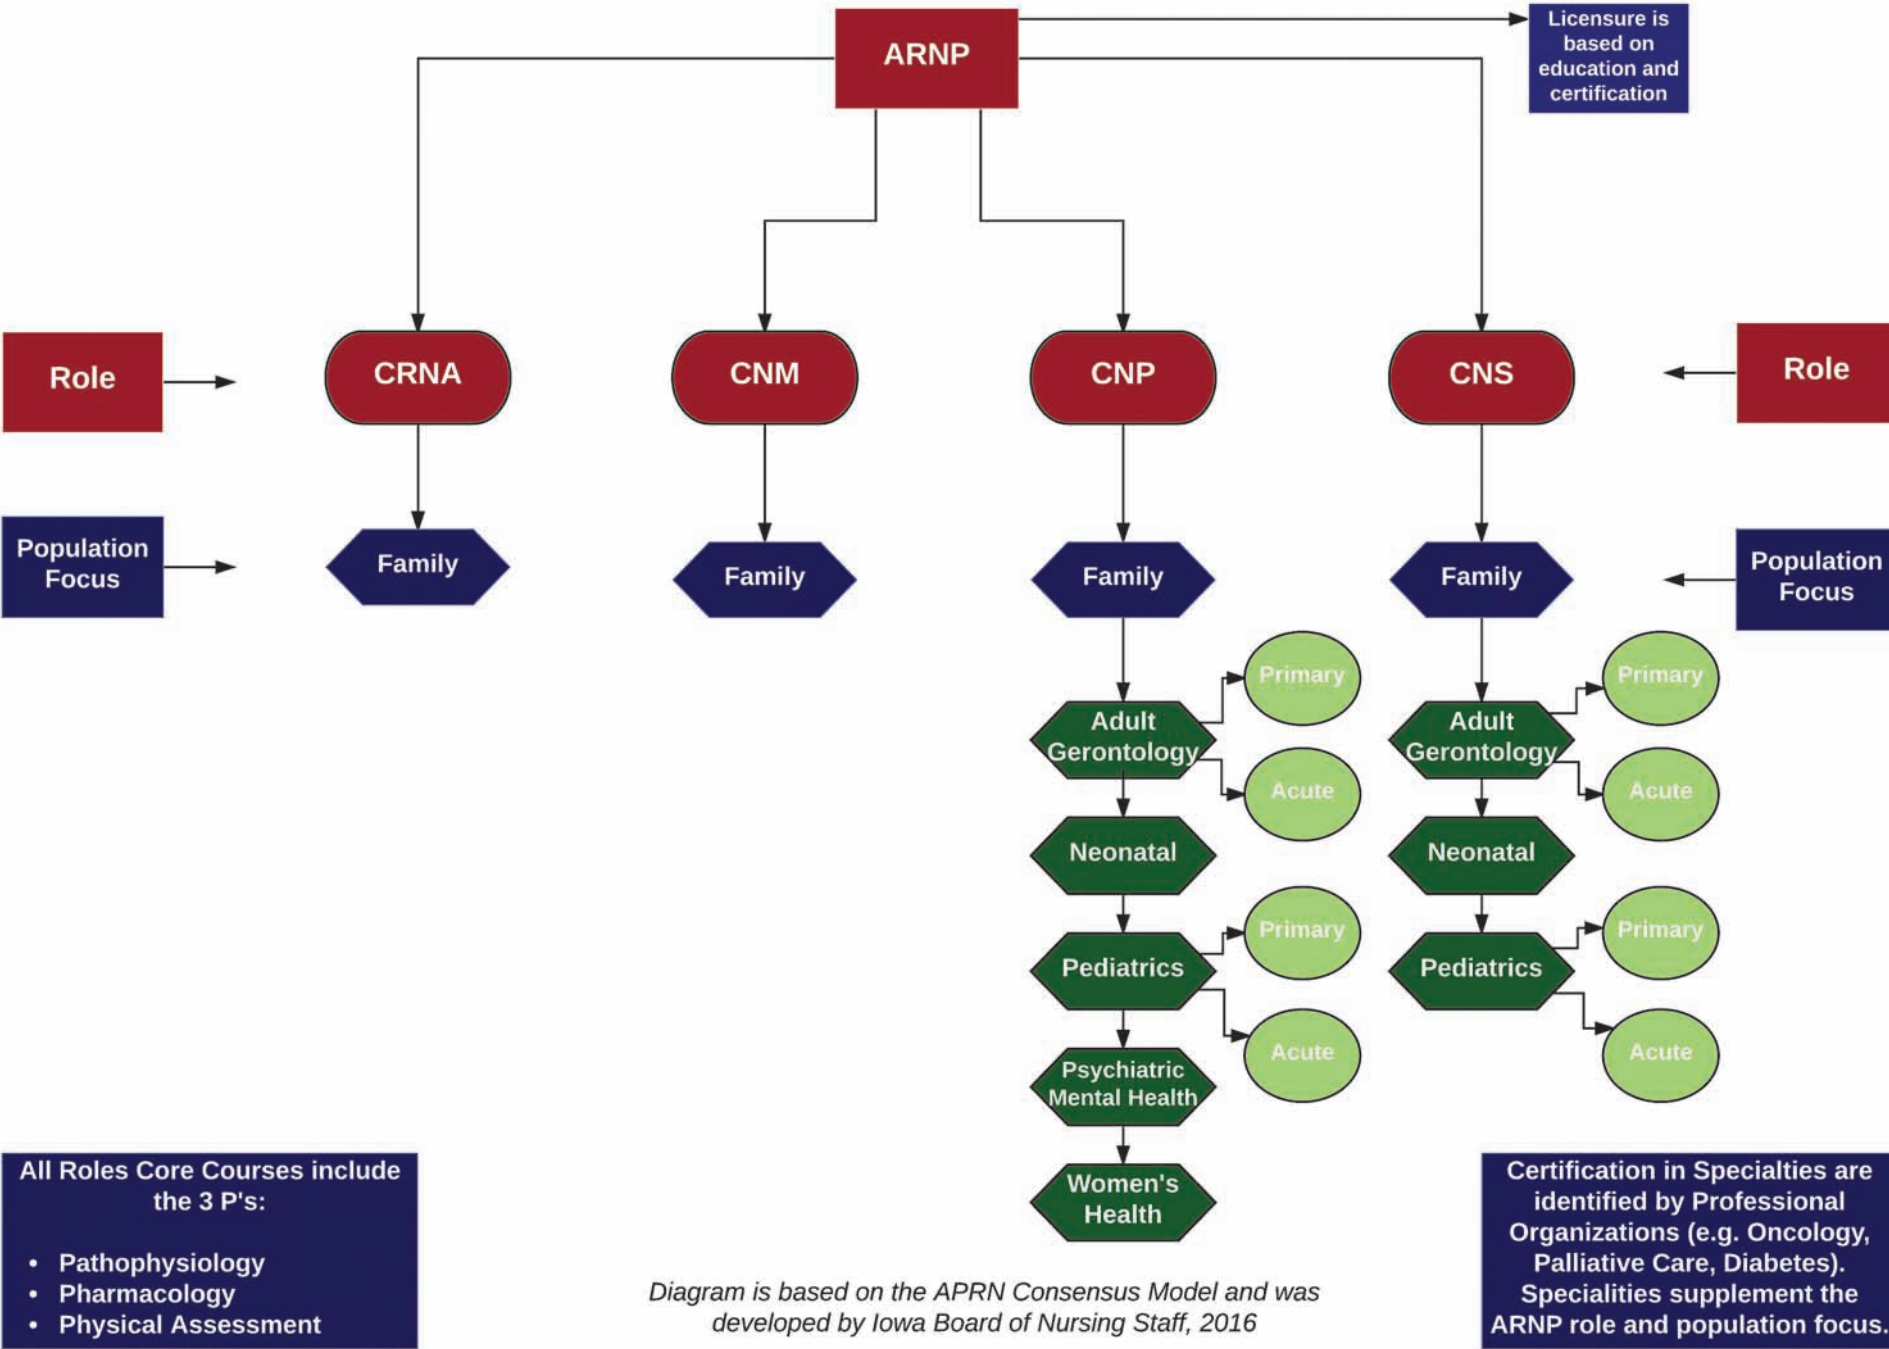 ARNP
Licensure is
based on
education and
certification
Role
CRNA
CNM
CNP
CNS
Role
Population
Focus
Family
Family
Family
Family
Population
Focus
Primary
Primary
Adult
Gerontology
Adult
Gerontology
Acute
Acute
Neonatal
Neonatal
Primary
Primary
Pediatrics
Pediatrics
Acute
Acute
Psychiatric
Mental Health
Women's
Health
All Roles Core Courses include
the 3 P's:
• Pathophysiology
• Pharmacology
• Physical Assessment
Diagram is based on the APRN Consensus Model and was
developed by Iowa Board of Nursing Staff, 2016
Certification in Specialties are
identified by Professional
Organizations (e.g. Oncology,
Palliative Care, Diabetes).
Specialities supplement the
ARNP role and population focus.